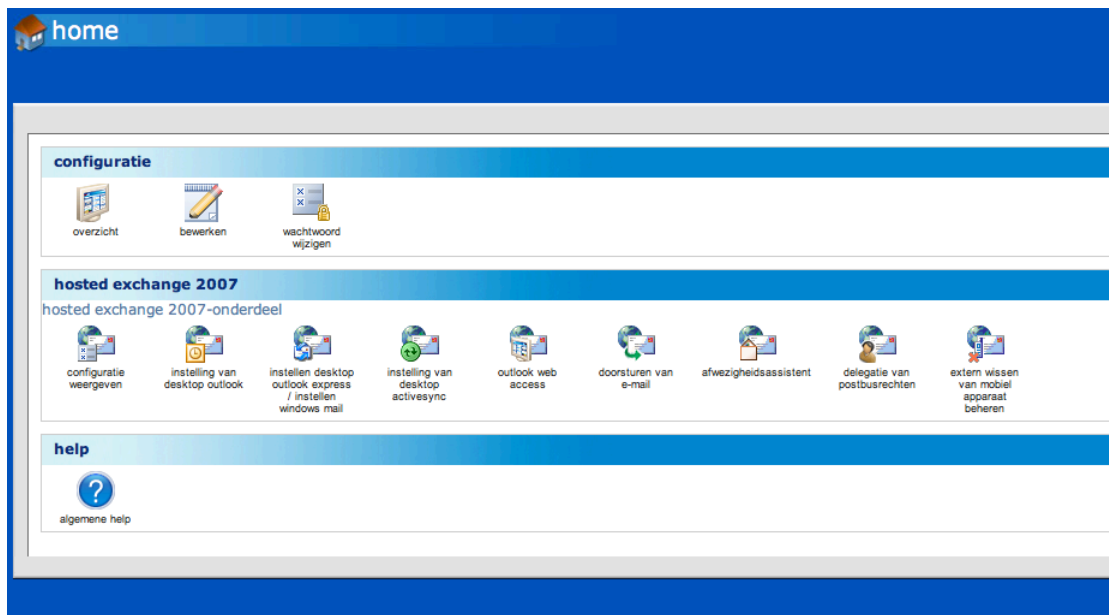 home
configuratie
overzicht
bewerken
wachtwoord
wijzigen
hosted exchange 2007
hosted exchange 2007-onderdeel
configuratie
weergeven
instelling van
desktop outlook
instellen desktop
outlook express
/ instellen
windows mail
instelling van
desktop
activesync
outlook web
access
doorsturen van
e-mail
afwezigheidsassistent
delegatie van
postbusrechten
extern wissen
van mobiel
apparaat
beheren
help
algemene help